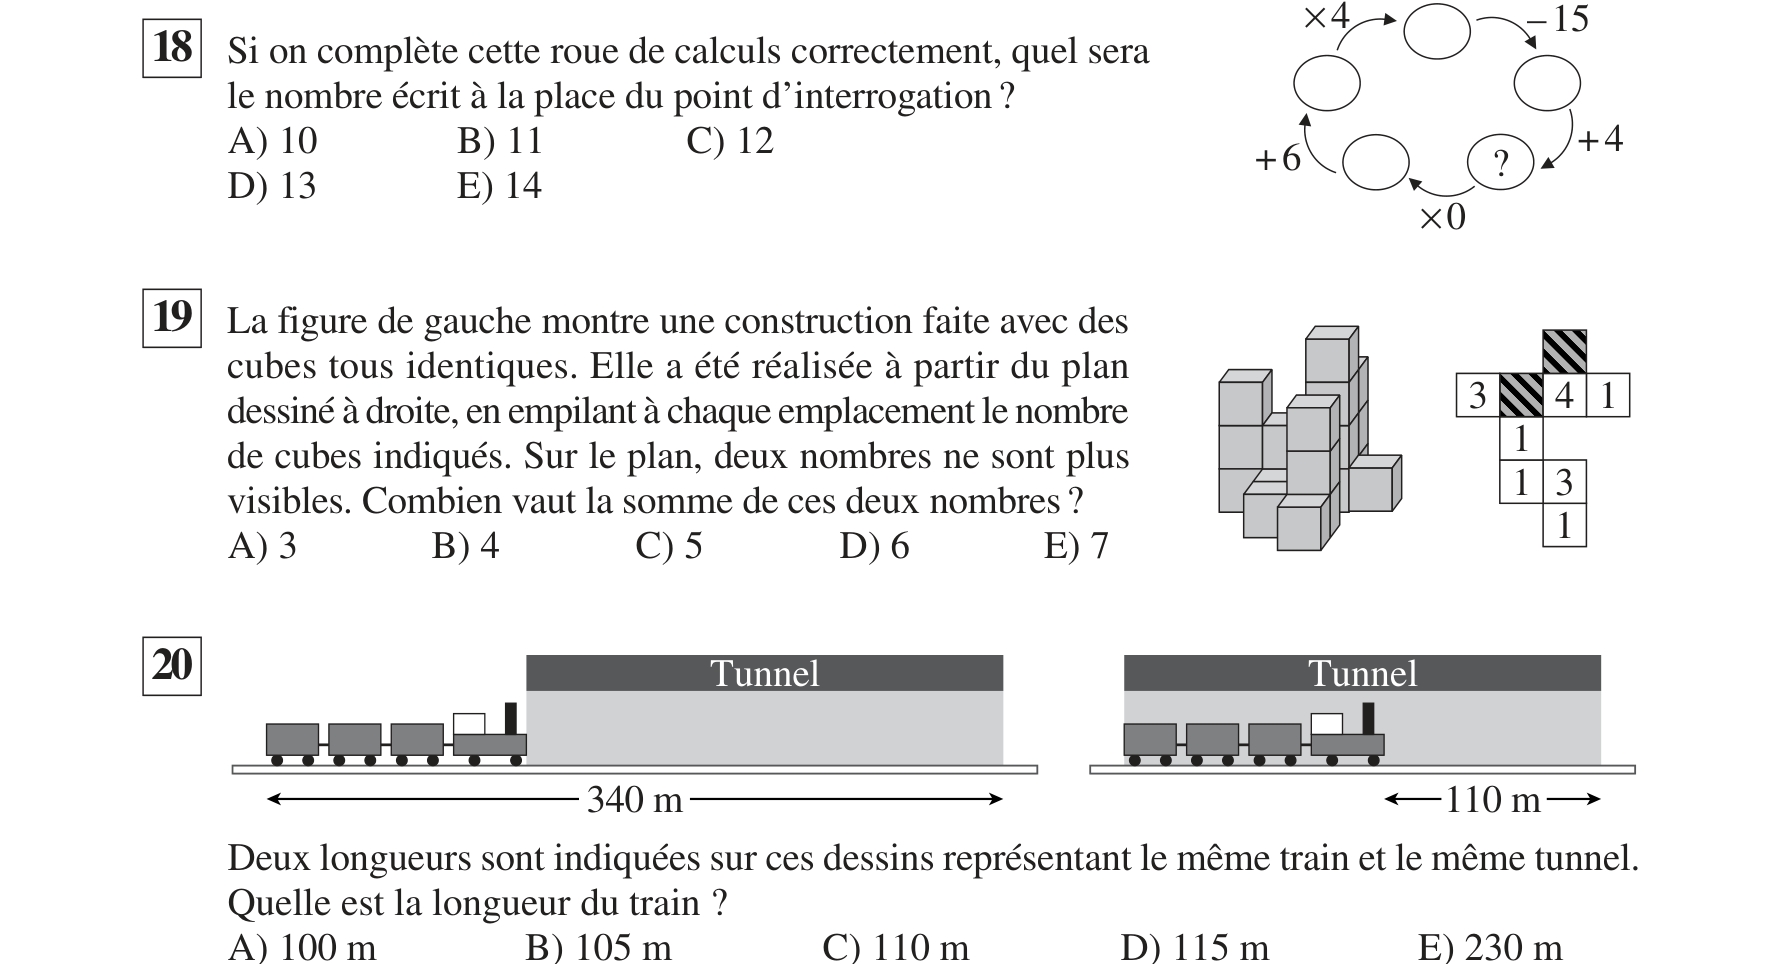 18
Si on complète cette roue de calculs correctement, quel sera
le nombre écrit à la place du point d’interrogation ?
A) 10 B) 11 C) 12
D) 13 E) 14
×4
−15
+4
+6
?
×0
19
La figure de gauche montre une construction faite avec des
cubes tous identiques. Elle a été réalisée à partir du plan
dessiné à droite, en empilant à chaque emplacement le nombre
de cubes indiqués. Sur le plan, deux nombres ne sont plus
visibles. Combien vaut la somme de ces deux nombres ?
A) 3 B) 4 C) 5 D) 6 E) 7
3 4 1
1
1 3
1
20
Tunnel
340 m
Tunnel
110 m
Deux longueurs sont indiquées sur ces dessins représentant le même train et le même tunnel.
Quelle est la longueur du train ?
A) 100 m B) 105 m C) 110 m D) 115 m E) 230 m